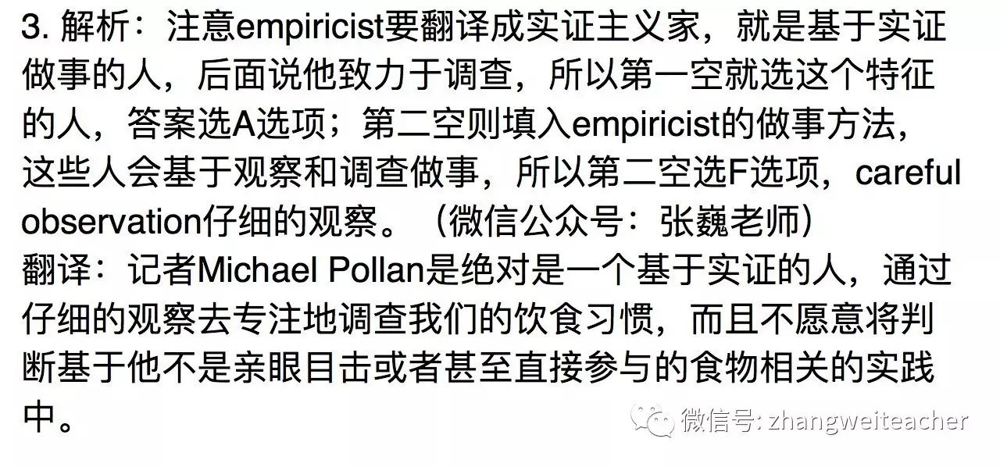 3. 解析：注意empiricist要翻译成实证主义家，就是基于实证
做事的人，后面说他致力于调查，所以第一空就选这个特征
的人，答案选A选项；第二空则填入empiricist的做事方法，
这些人会基于观察和调查做事，所以第二空选F选项，careful
observation仔细的观察。（微信公众号：张巍老师）
翻译：记者Michael Pollan是绝对是一个基于实证的人，通过
仔细的观察去专注地调查我们的饮食习惯，而且不愿意将判
断基于他不是亲眼目击或者甚至直接参与的食物相关的实践
中。
微信号: zhangweiteacher